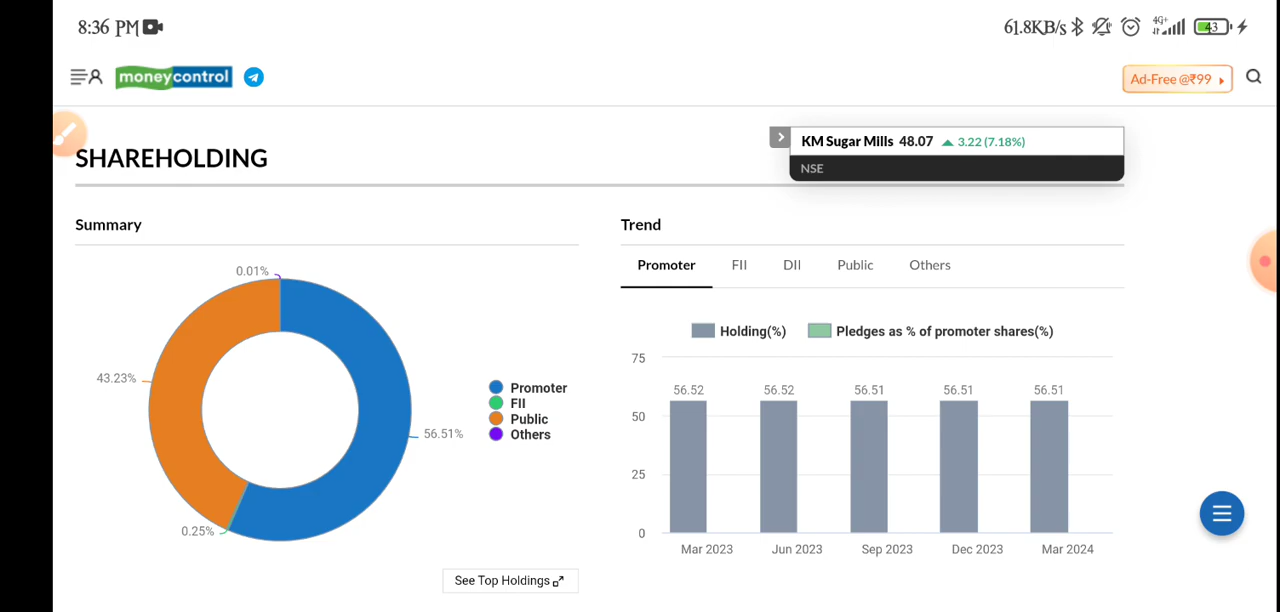 8:36 PM
61.8KB/s 4G+ 43
moneycontrol
Ad-Free @₹99
SHAREHOLDING
KM Sugar Mills 48.07 3.22 (7.18%)
NSE
Summary
0.01%
43.23%
56.51%
0.25%
Promoter
FII
Public
Others
See Top Holdings
Trend
Promoter FII DII Public Others
Holding(%) Pledges as % of promoter shares(%)
75
50
25
0
56.52 56.52 56.51 56.51 56.51
Mar 2023 Jun 2023 Sep 2023 Dec 2023 Mar 2024